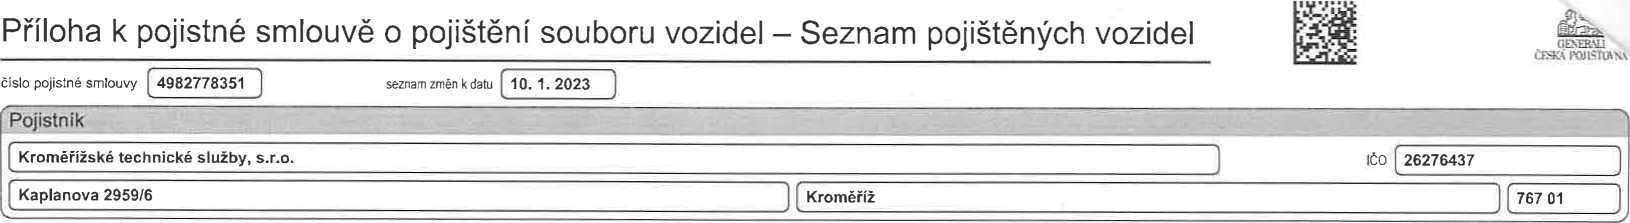 Příloha k pojistné smlouvě o pojištění souboru vozidel – Seznam pojištěných vozidel
GENERALI
ČESKÁ POJIŠŤOVNA
číslo pojistné smlouvy 4982778351 seznam změn k datu 10. 1. 2023
Pojistník
Kroměřížské technické služby, s.r.o. IČO 26276437
Kaplanova 2959/6 Kroměříž 767 01